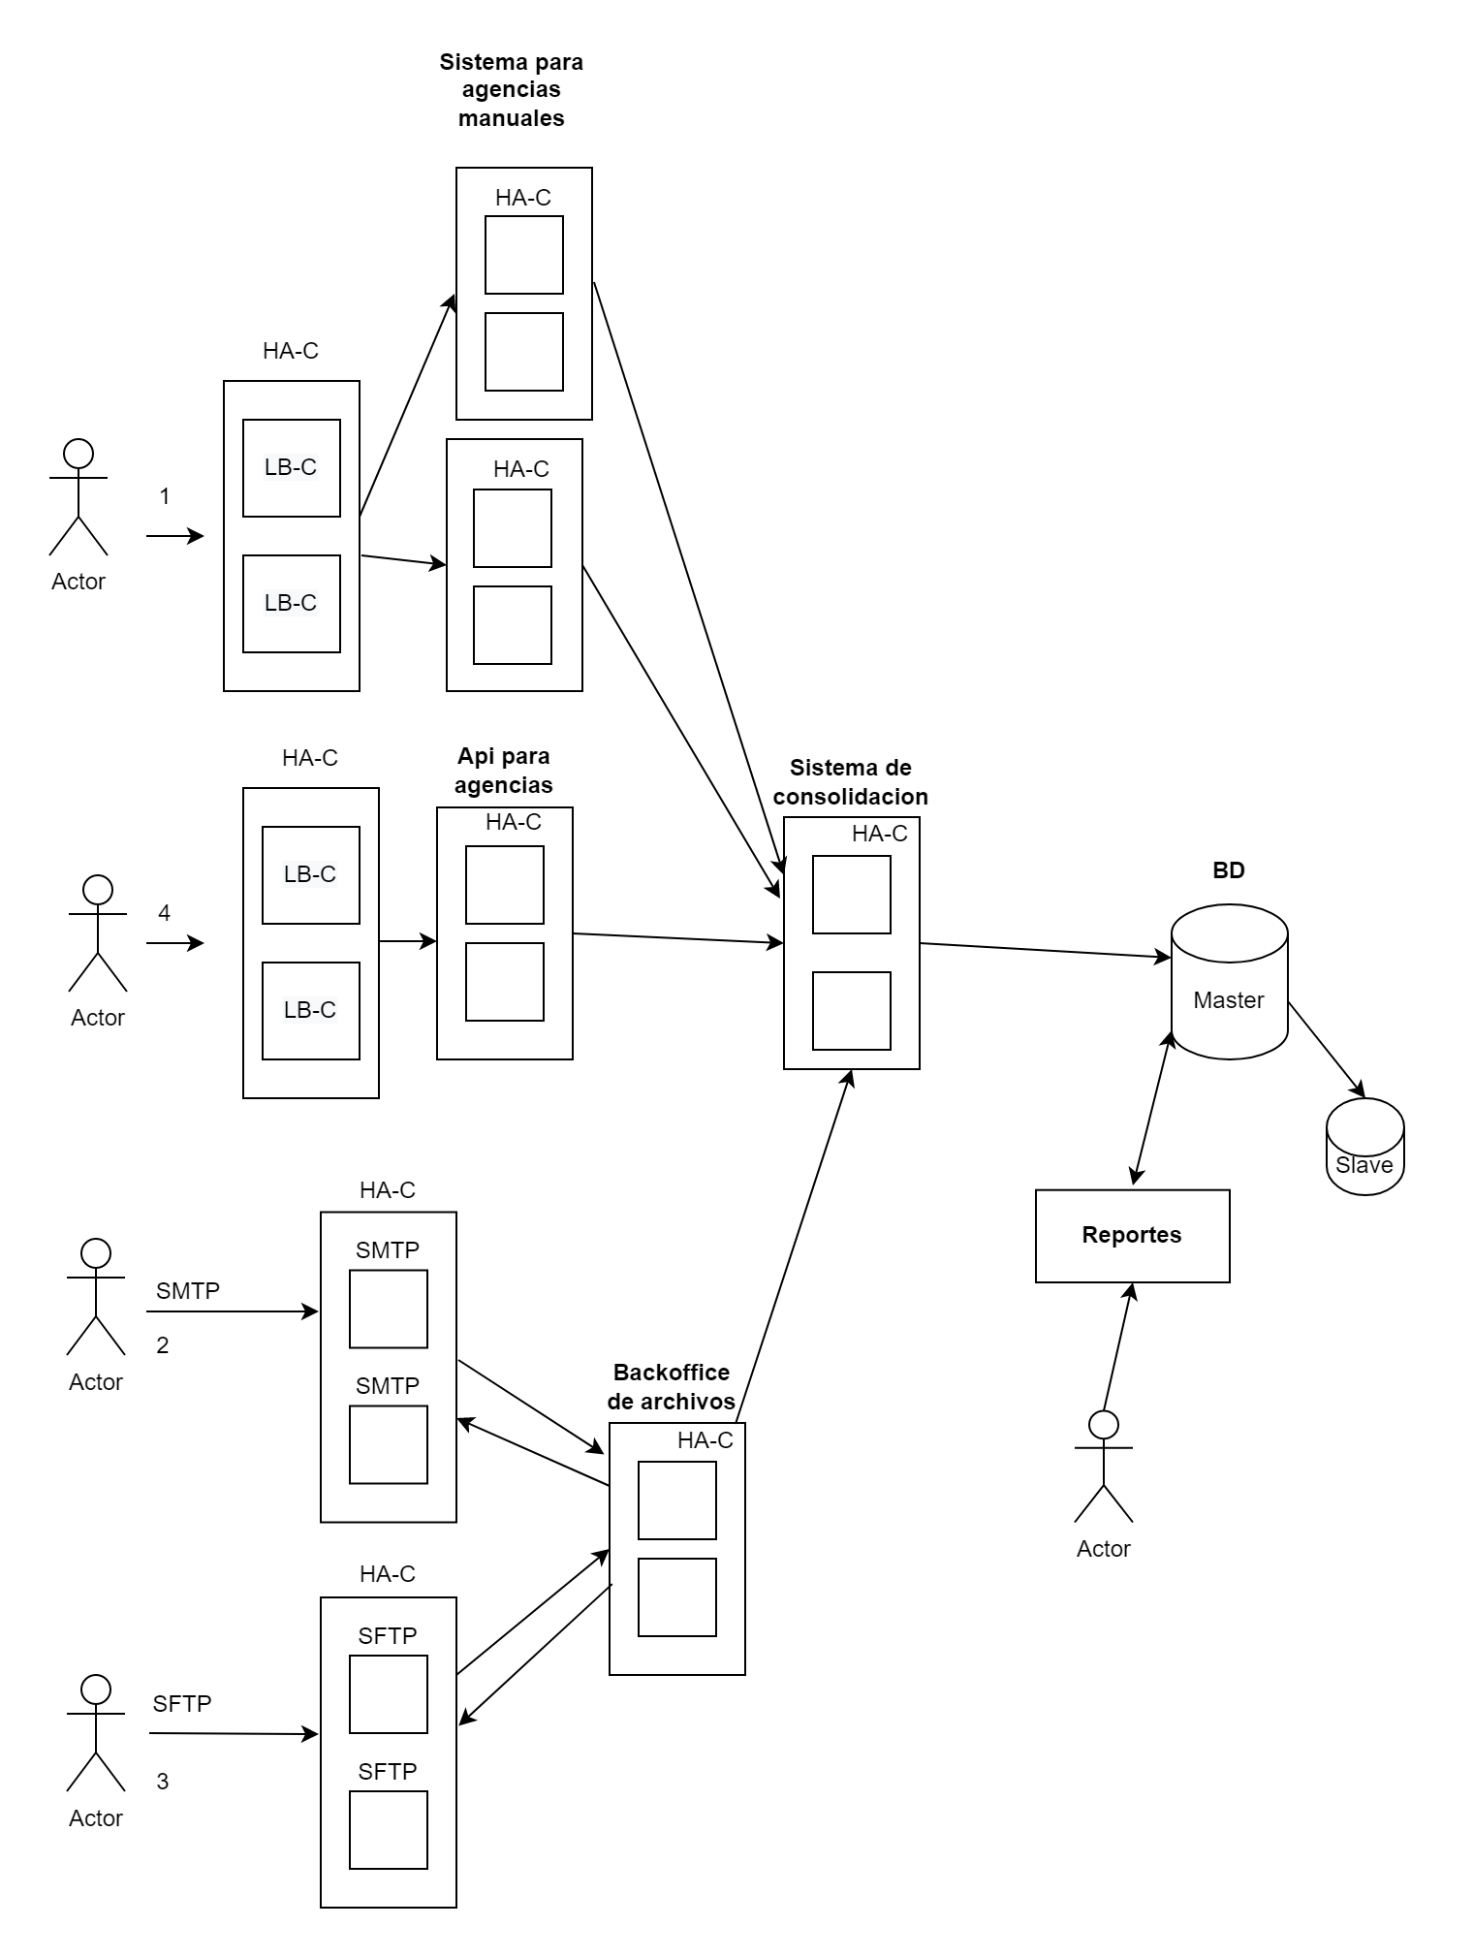 Sistema para
agencias
manuales
HA-C
HA-C
LB-C
LB-C
1
Actor
HA-C
HA-C
LB-C
LB-C
4
Actor
Api para
agencias
HA-C
Sistema de
consolidacion
HA-C
BD
Master
Slave
Reportes
Actor
HA-C
SMTP
SMTP
SMTP
2
Actor
Backoffice
de archivos
HA-C
HA-C
SFTP
SFTP
SFTP
3
Actor